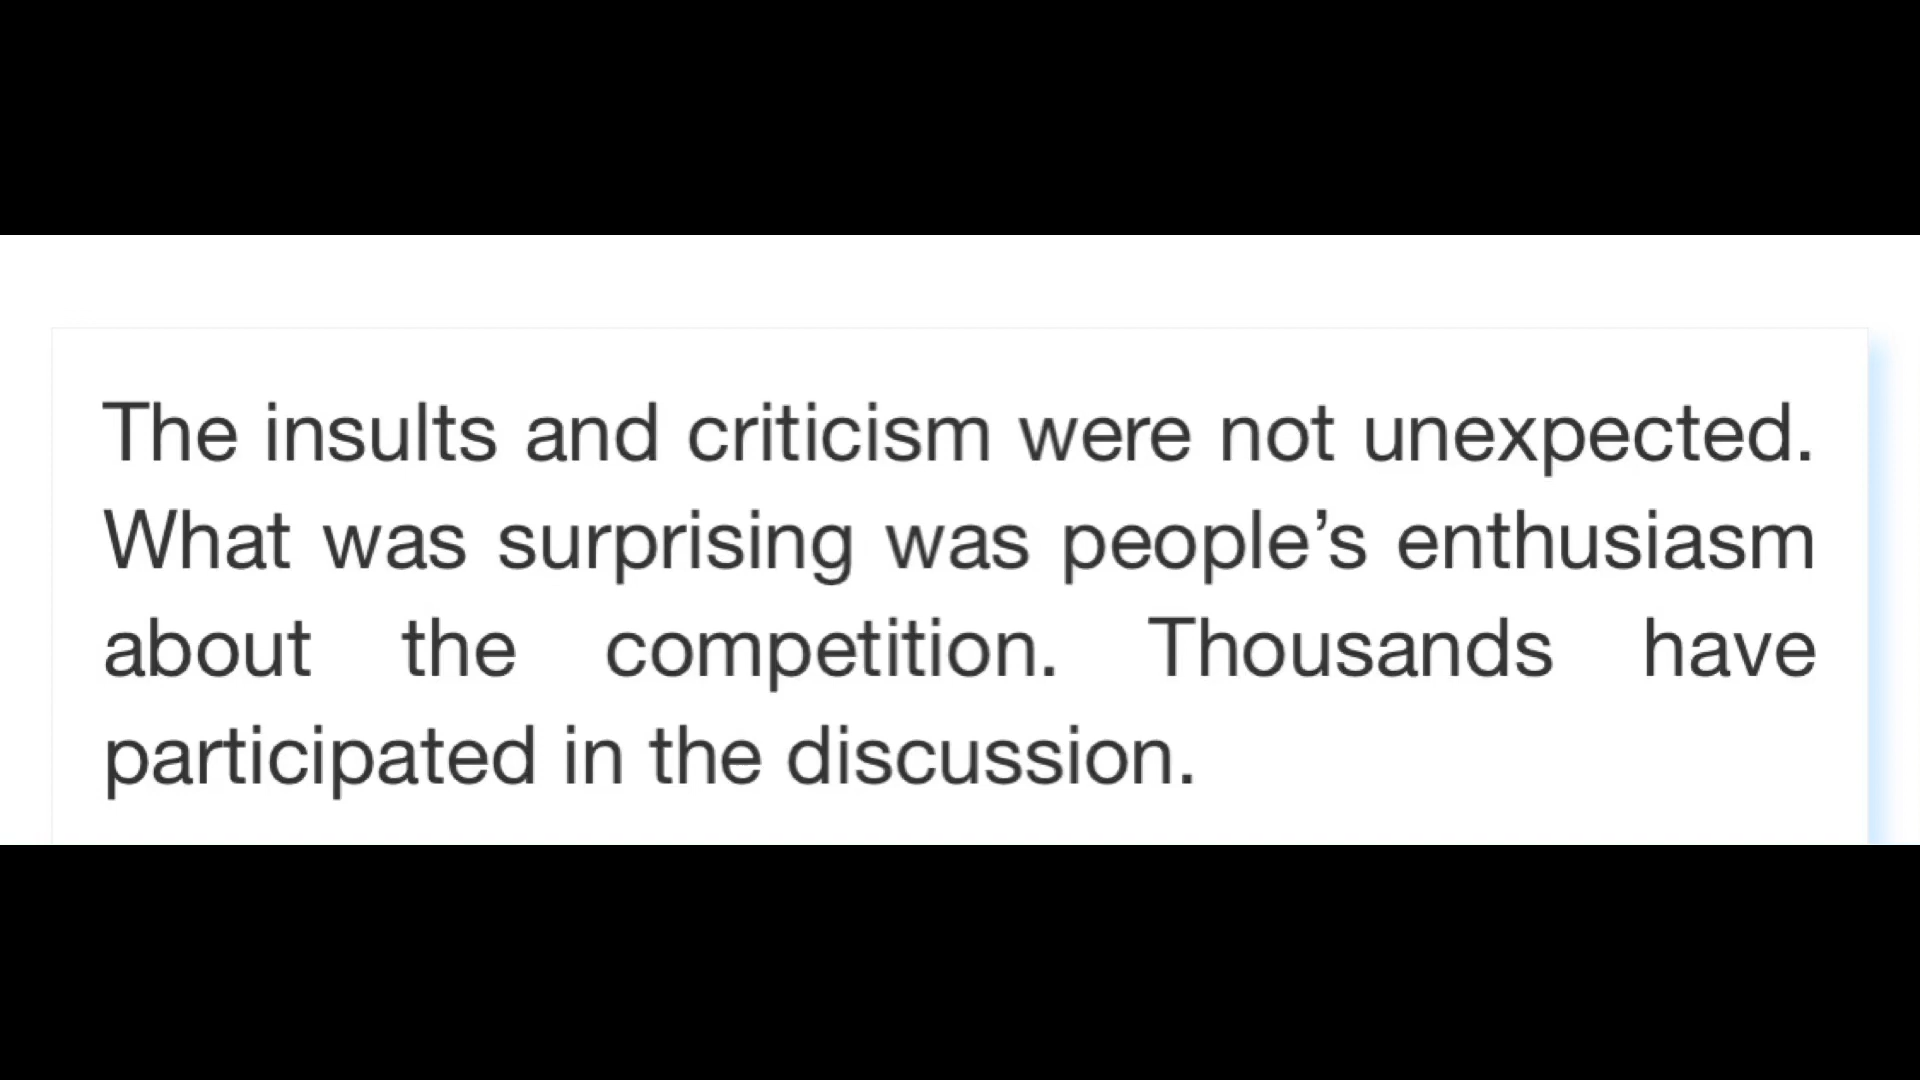 The insults and criticism were not unexpected.
What was surprising was people’s enthusiasm
about the competition. Thousands have
participated in the discussion.